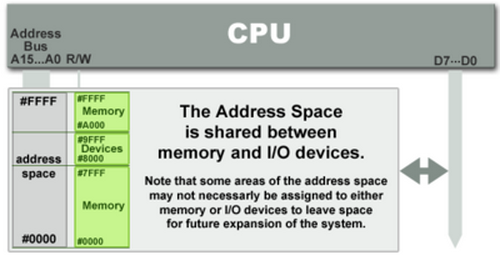 CPU
Address
Bus
A15...A0 R/W
D7...D0
#FFFF
address
space
#0000
#FFFF
Memory
#A000
#9FFF
Devices
#8000
#7FFF
Memory
#0000
The Address Space
is shared between
memory and I/O devices.
Note that some areas of the address space
may not necessarly be assigned to either
memory or I/O devices to leave space
for future expansion of the system.